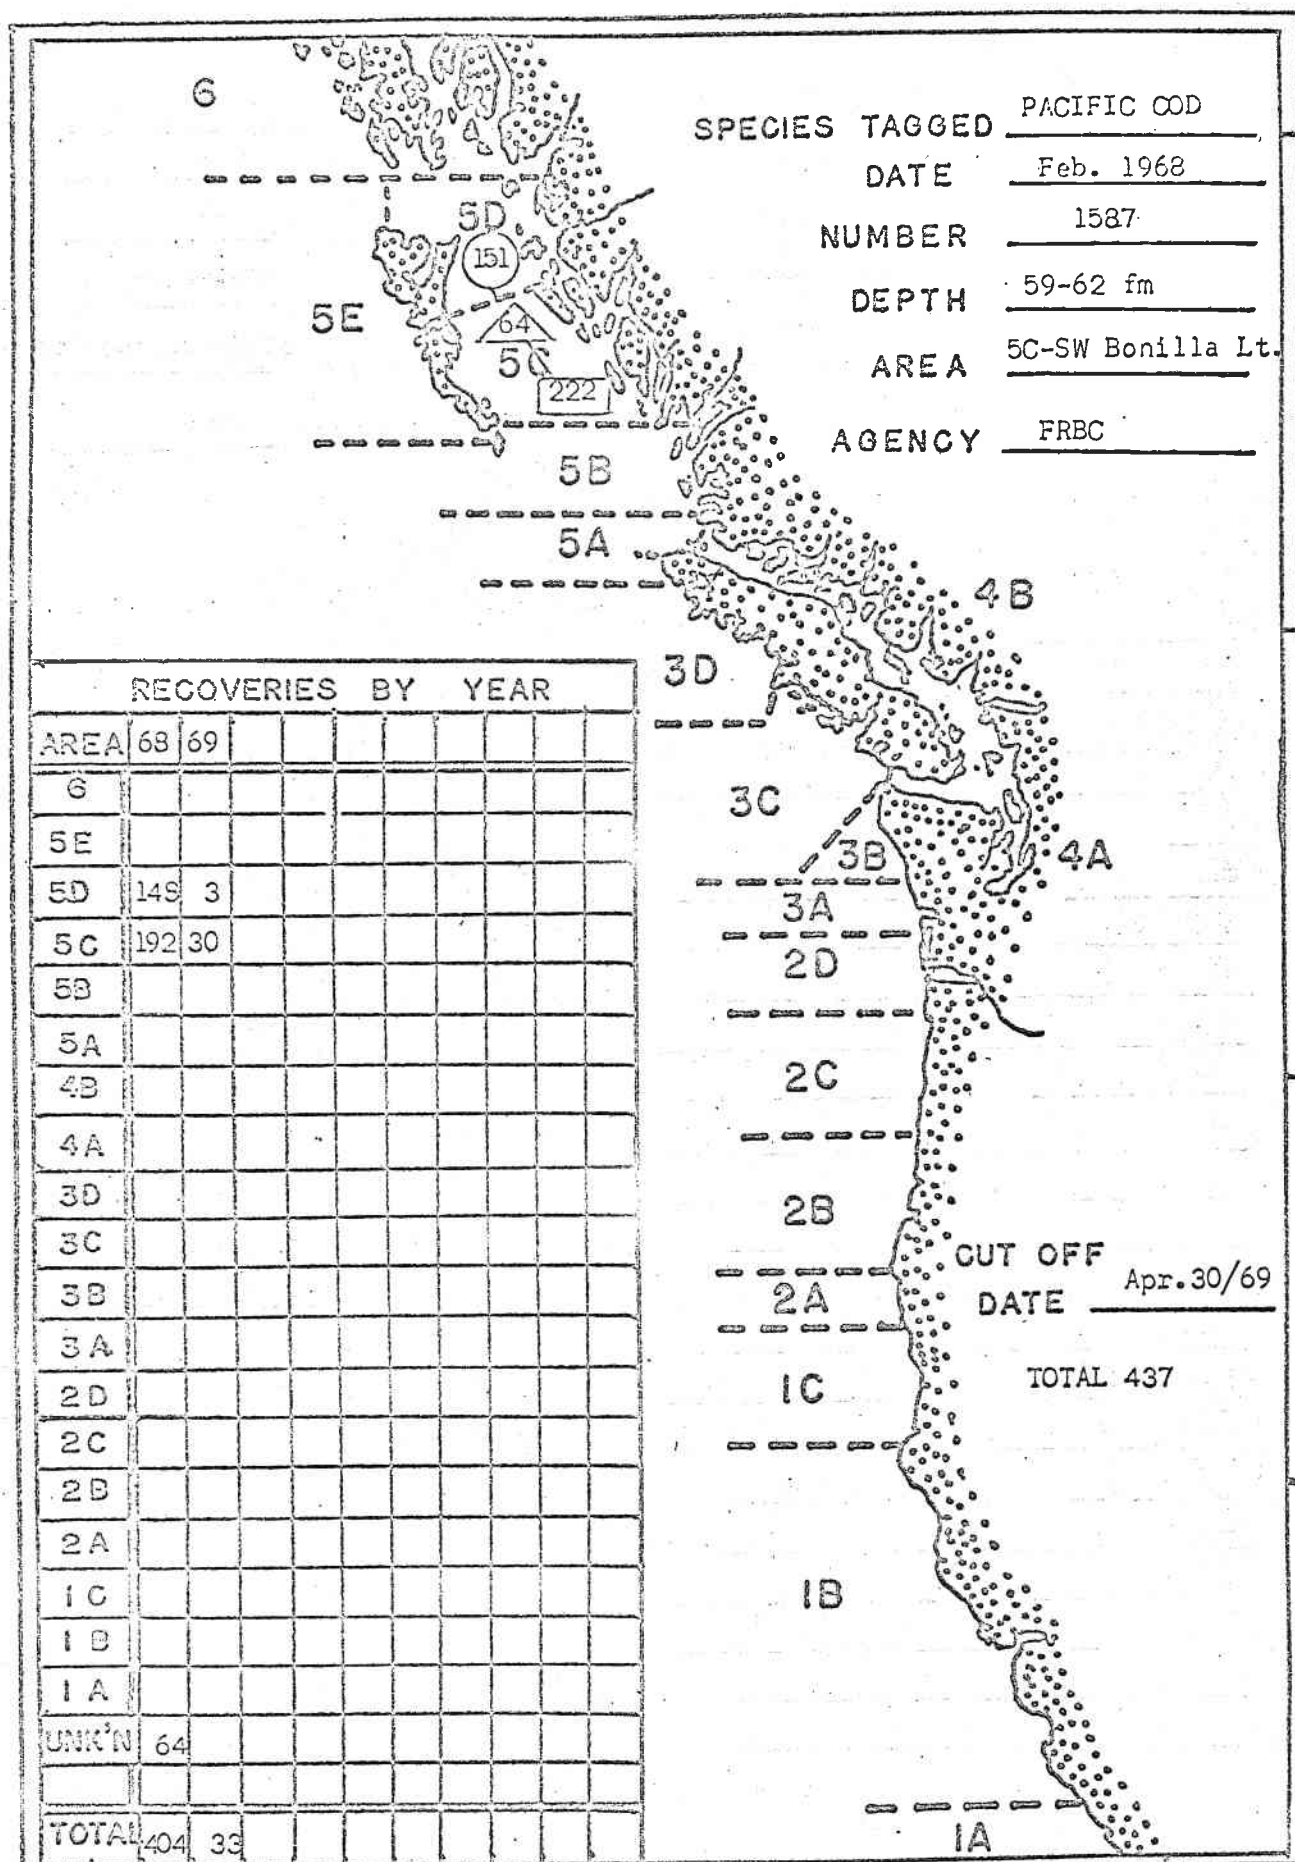 6
SPECIES TAGGED PACIFIC COD
DATE Feb. 1968
NUMBER 1587
DEPTH 59-62 fm
AREA 5C-SW Bonilla Lt.
AGENCY FRBC
5D
151
5E
64
5C
222
5B
5A
4B
3D
3C
3B
4A
3A
2D
2C
2B
2A
1C
1B
1A
CUT OFF
DATE Apr.30/69
TOTAL 437
RECOVERIES BY YEAR
AREA 68 69
6
5E
5D 148 3
5C 192 30
5B
5A
4B
4A
3D
3C
3B
3A
2D
2C
2B
2A
1C
1B
1A
UNK'N 64
TOTAL 404 33